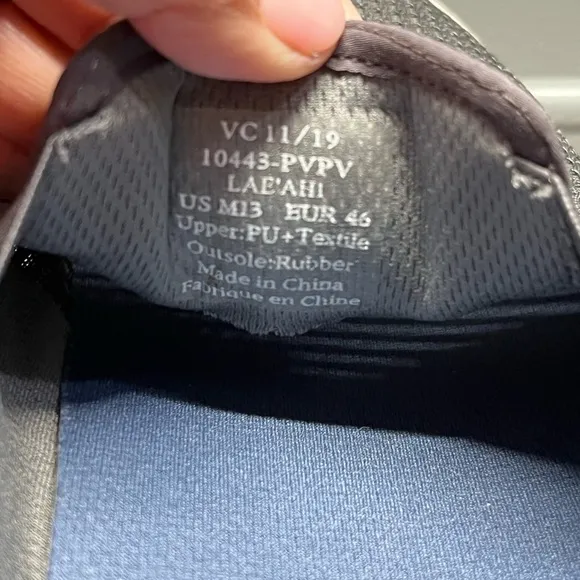 VC 11/19
10443-PVPV
LAE'AHI
US M13 EUR 46
Upper:PU+Textile
Outsole:Rubber
Made in China
Fabrique en Chine